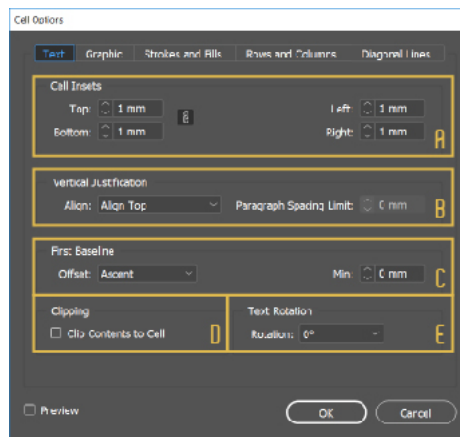 Cell Options
Text Graphic Strokes and Fills Rows and Columns Diagonal Lines
Cell Insets
Top: 1 mm Left: 1 mm
Bottom: 1 mm Right: 1 mm
A
Vertical Justification
Align: Align Top Paragraph Spacing Limit: 0 mm
B
First Baseline
Offset: Ascent Min: 0 mm
C
Clipping Text Rotation
Clip Contents to Cell D Rotation: 0° E
Preview OK Cancel